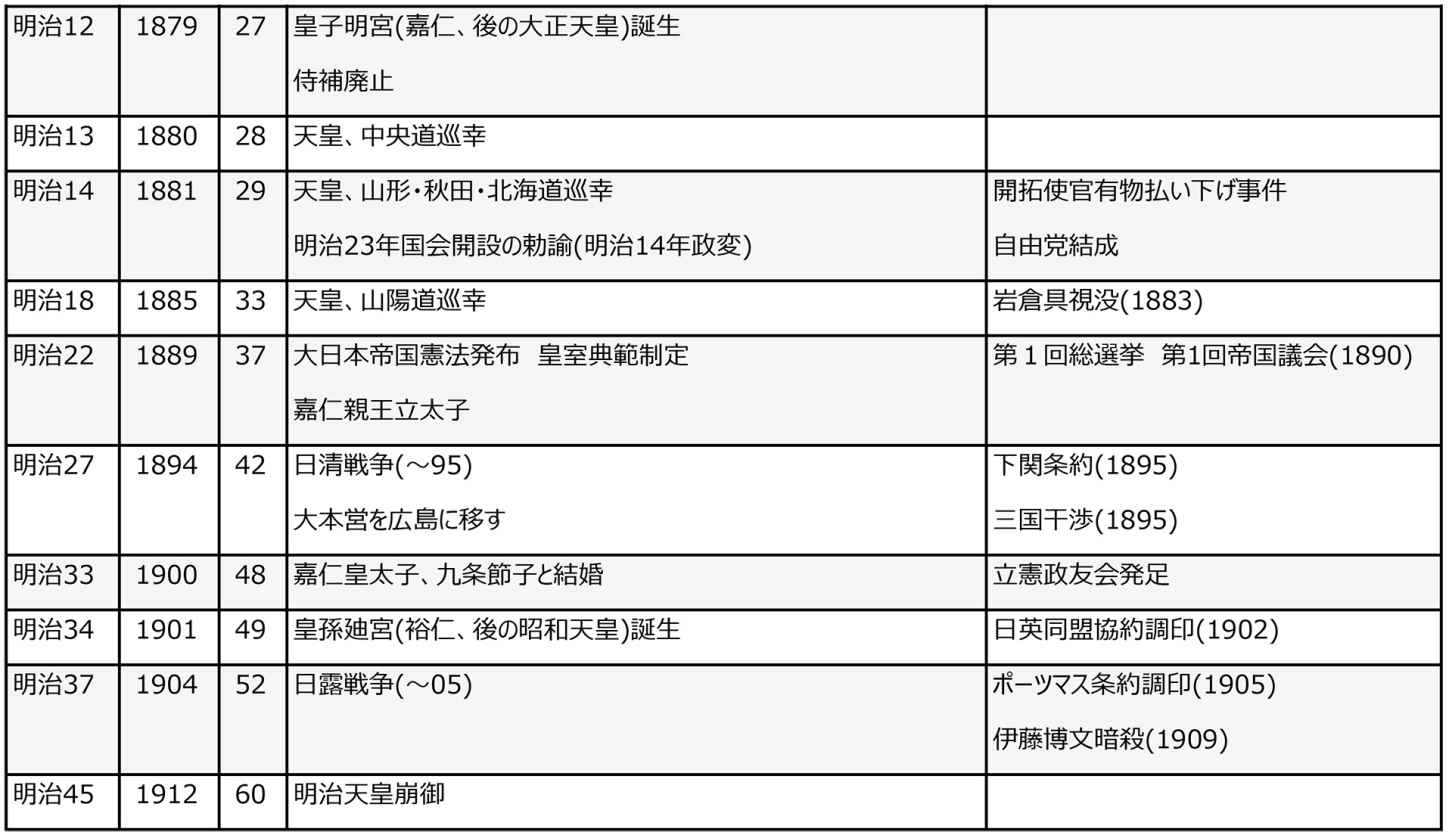 明治12 1879 27 皇子明宮(嘉仁、後の大正天皇)誕生
侍補廃止
明治13 1880 28 天皇、中央道巡幸
明治14 1881 29 天皇、山形・秋田・北海道巡幸 開拓使官有物払い下げ事件
明治23年国会開設の勅諭(明治14年政変) 自由党結成
明治18 1885 33 天皇、山陽道巡幸 岩倉具視没(1883)
明治22 1889 37 大日本帝国憲法発布　皇室典範制定 第１回総選挙　第1回帝国議会(1890)
嘉仁親王立太子
明治27 1894 42 日清戦争(～95) 下関条約(1895)
大本営を広島に移す 三国干渉(1895)
明治33 1900 48 嘉仁皇太子、九条節子と結婚 立憲政友会発足
明治34 1901 49 皇孫廸宮(裕仁、後の昭和天皇)誕生 日英同盟協約調印(1902)
明治37 1904 52 日露戦争(～05) ポーツマス条約調印(1905)
伊藤博文暗殺(1909)
明治45 1912 60 明治天皇崩御